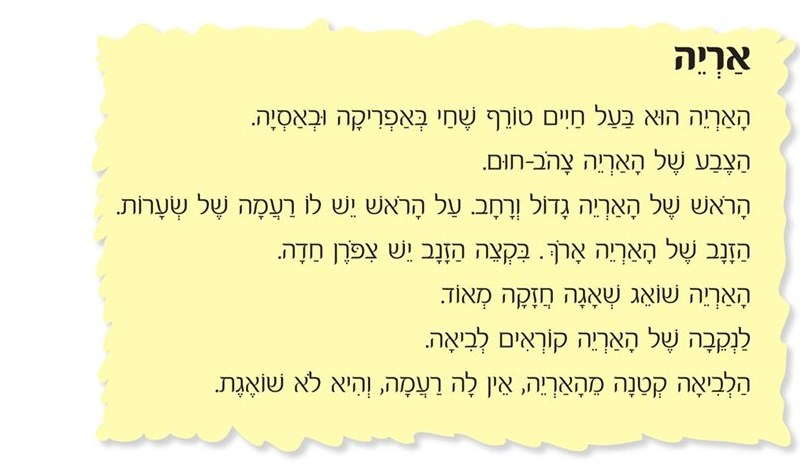 אַרְיֵה
הָאַרְיֵה הוּא בַּעַל חַיִּים טוֹרֵף שֶׁחַי בְּאַפְרִיקָה וּבְאַסְיָה.
הַצֶּבַע שֶׁל הָאַרְיֵה צָהֹב-חוּם.
הָרֹאשׁ שֶׁל הָאַרְיֵה גָּדוֹל וְרָחָב. עַל הָרֹאשׁ יֵשׁ לוֹ רַעְמָה שֶׁל שְׂעָרוֹת.
הַזָּנָב שֶׁל הָאַרְיֵה אָרֹךְ. בִּקְצֵה הַזָּנָב יֵשׁ צִפֹּרֶן חַדָּה.
הָאַרְיֵה שׁוֹאֵג שְׁאָגָה חֲזָקָה מְאוֹד.
לַנְּקֵבָה שֶׁל הָאַרְיֵה קוֹרְאִים לְבִיאָה.
הַלְּבִיאָה קְטַנָּה מֵהָאַרְיֵה, אֵין לָהּ רַעְמָה, וְהִיא לֹא שׁוֹאֶגֶת.